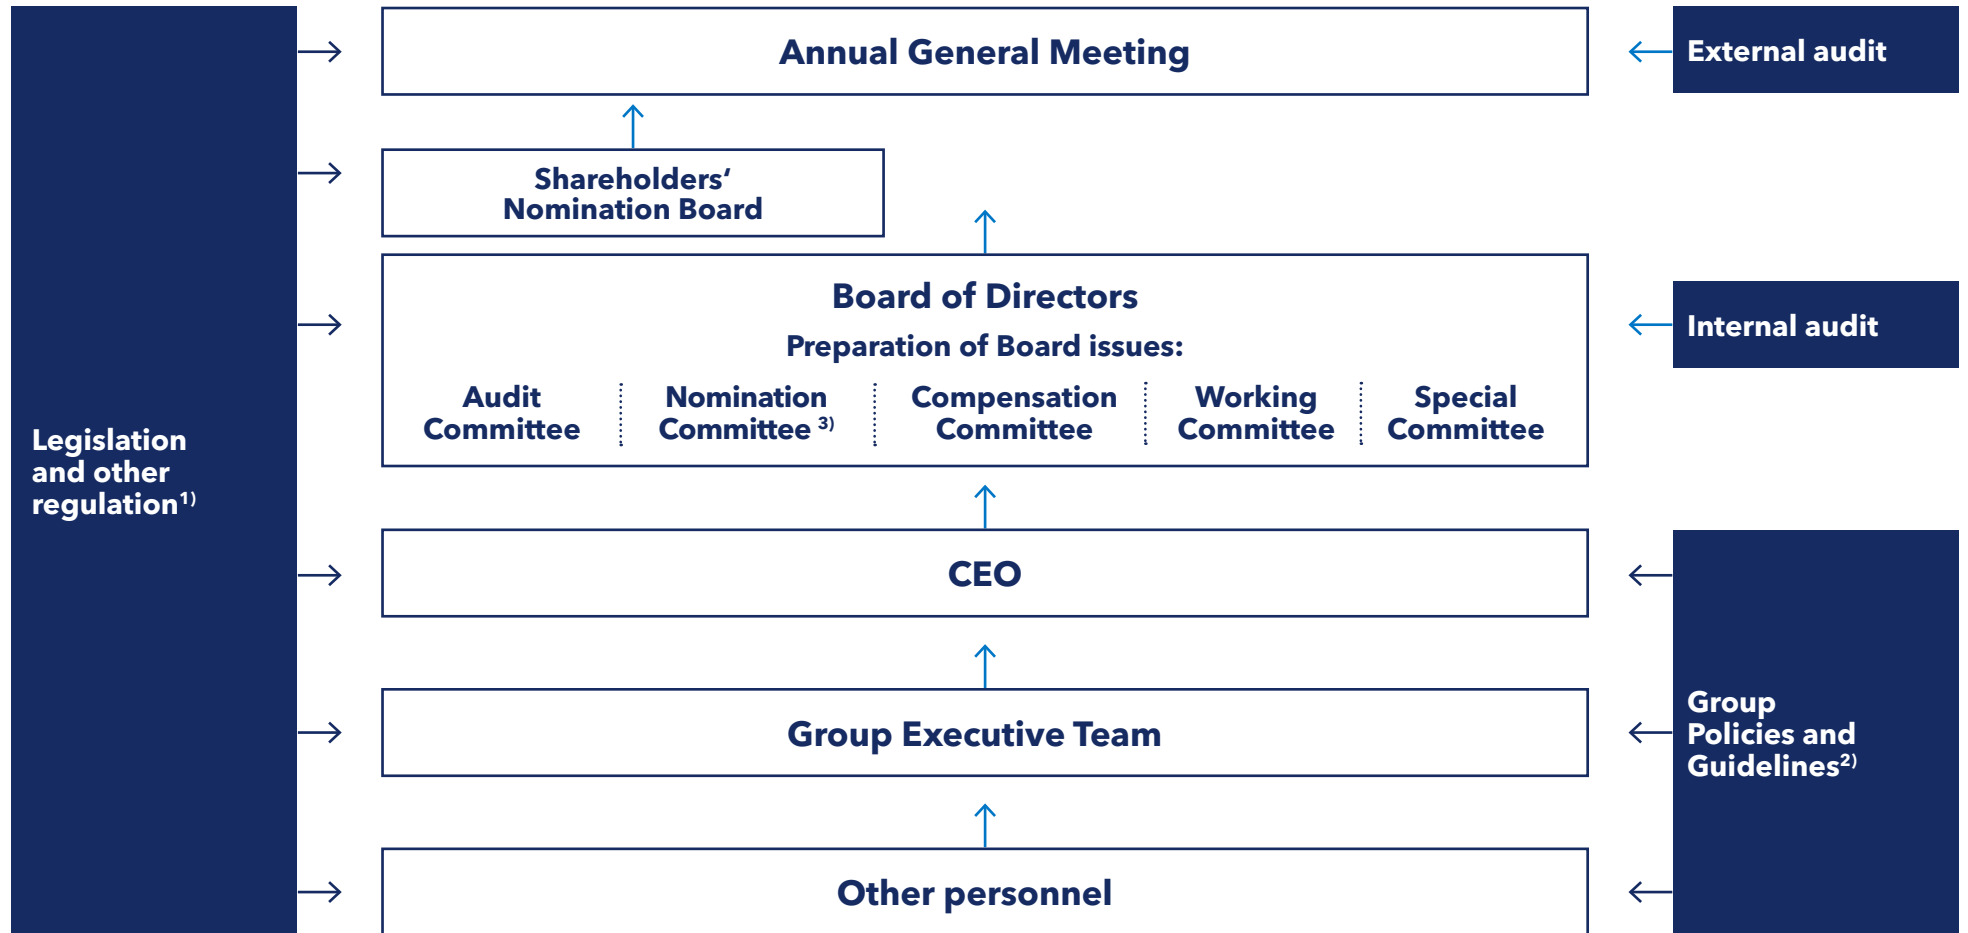 Annual General Meeting
External audit
Shareholders‘
Nomination Board
Board of Directors
Preparation of Board issues:
Audit
Committee
Nomination
Committee 3)
Compensation
Committee
Working
Committee
Special
Committee
Internal audit
Legislation
and other
regulation1)
CEO
Group Executive Team
Group
Policies and
Guidelines2)
Other personnel